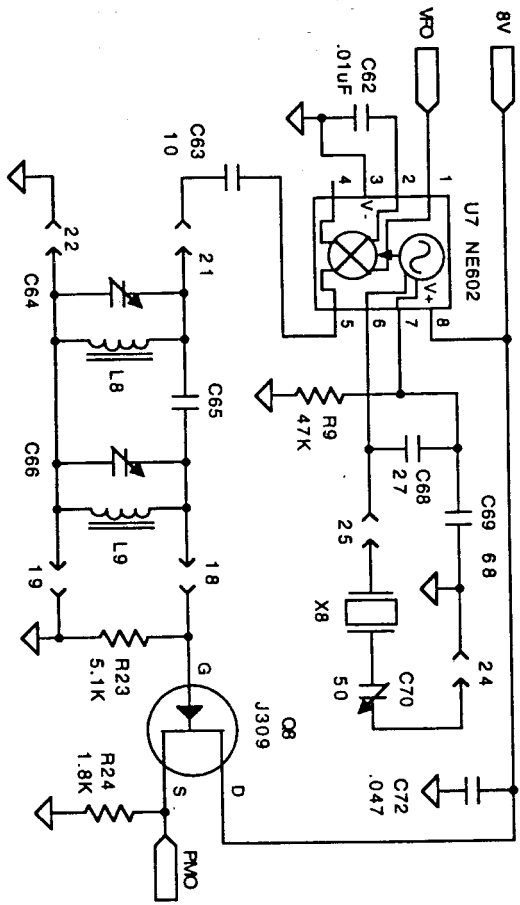 8V
VFO
U7 NE602
1
2
3
4
5
6
7
8
V+
V-
C62
.01uF
C69 68
C68
27
R9
47K
25
24
X8
C70
50
C72
.047
C63
10
21
22
C64
L8
C65
C66
L9
18
19
R23
5.1K
G
D
S
Q8
J309
R24
1.8K
PMO